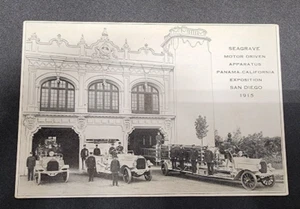 SEAGRAVE
MOTOR DRIVEN
APPARATUS
PANAMA-CALIFORNIA
EXPOSITION
SAN DIEGO
1915